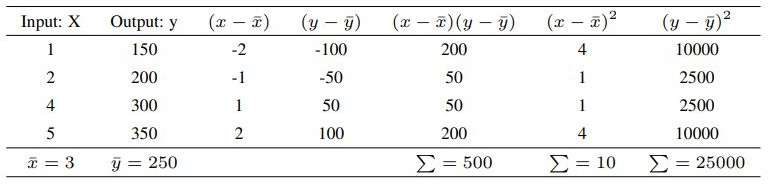 Input: X Output: y (x − x̄) (y − ȳ) (x − x̄)(y − ȳ) (x − x̄)² (y − ȳ)²
1 150 -2 -100 200 4 10000
2 200 -1 -50 50 1 2500
4 300 1 50 50 1 2500
5 350 2 100 200 4 10000
x̄ = 3 ȳ = 250 ∑ = 500 ∑ = 10 ∑ = 25000